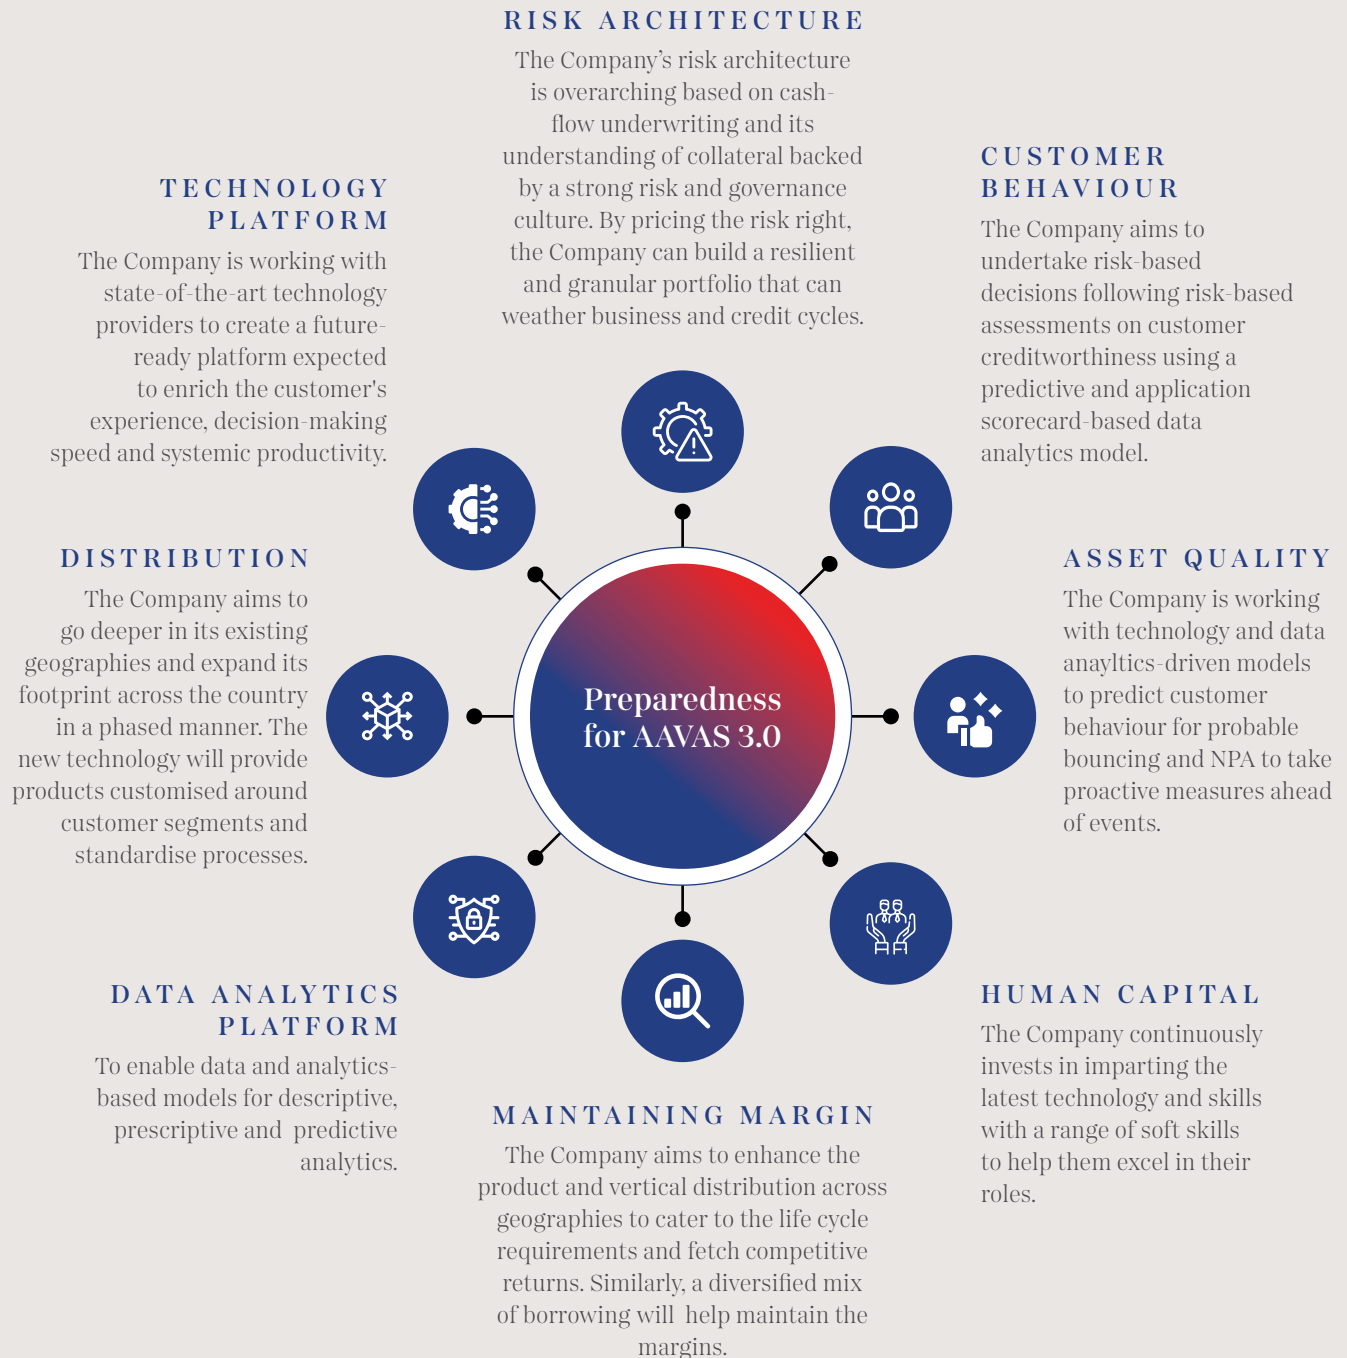 RISK ARCHITECTURE
The Company’s risk architecture
is overarching based on cash-
flow underwriting and its
understanding of collateral backed
by a strong risk and governance
culture. By pricing the risk right,
the Company can build a resilient
and granular portfolio that can
weather business and credit cycles.
CUSTOMER
BEHAVIOUR
The Company aims to
undertake risk-based
decisions following risk-based
assessments on customer
creditworthiness using a
predictive and application
scorecard-based data
analytics model.
ASSET QUALITY
The Company is working
with technology and data
anayltics-driven models
to predict customer
behaviour for probable
bouncing and NPA to take
proactive measures ahead
of events.
HUMAN CAPITAL
The Company continuously
invests in imparting the
latest technology and skills
with a range of soft skills
to help them excel in their
roles.
MAINTAINING MARGIN
The Company aims to enhance the
product and vertical distribution across
geographies to cater to the life cycle
requirements and fetch competitive
returns. Similarly, a diversified mix
of borrowing will help maintain the
margins.
DATA ANALYTICS
PLATFORM
To enable data and analytics-
based models for descriptive,
prescriptive and predictive
analytics.
DISTRIBUTION
The Company aims to
go deeper in its existing
geographies and expand its
footprint across the country
in a phased manner. The
new technology will provide
products customised around
customer segments and
standardise processes.
TECHNOLOGY
PLATFORM
The Company is working with
state-of-the-art technology
providers to create a future-
ready platform expected
to enrich the customer's
experience, decision-making
speed and systemic productivity.
Preparedness
for AAVAS 3.0